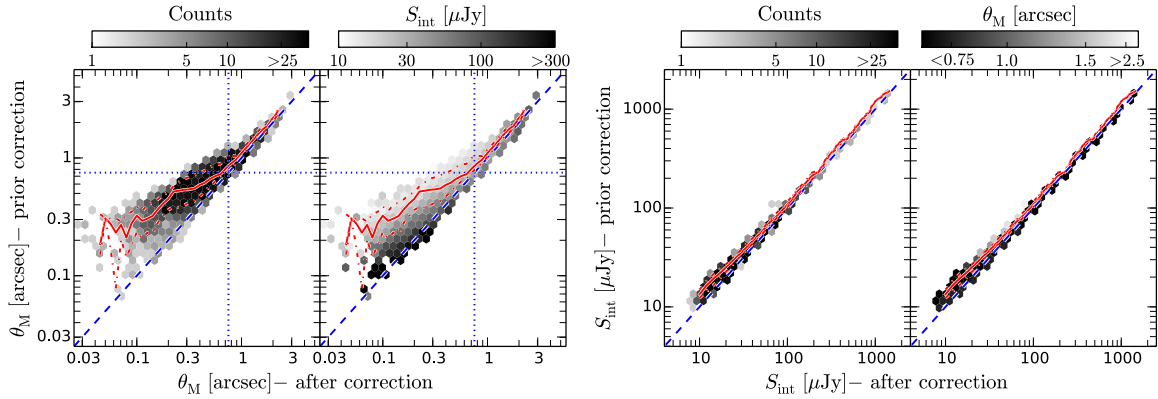 Counts
S_int [μJy]
Counts
θ_M [arcsec]
1 5 10 >25
10 30 100 >300
1 5 10 >25
<0.75 1.0 1.5 >2.5
θ_M [arcsec]− prior correction
3
1
0.3
0.1
0.03
0.03 0.1 0.3 1 3
0.03 0.1 0.3 1 3
θ_M [arcsec]− after correction
S_int [μJy]− prior correction
1000
100
10
10 100 1000
10 100 1000
S_int [μJy]− after correction